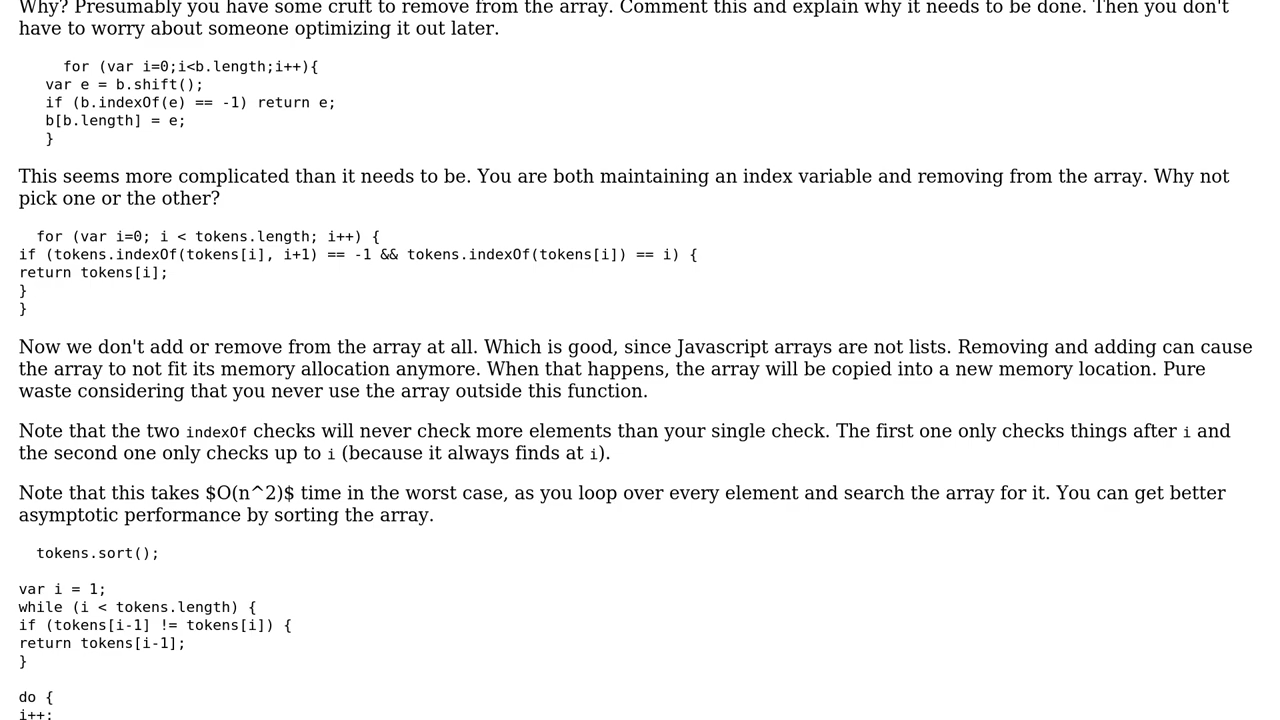 Why? Presumably you have some cruft to remove from the array. Comment this and explain why it needs to be done. Then you don't
have to worry about someone optimizing it out later.
for (var i=0;i<b.length;i++){
var e = b.shift();
if (b.indexOf(e) == -1) return e;
b[b.length] = e;
}
This seems more complicated than it needs to be. You are both maintaining an index variable and removing from the array. Why not
pick one or the other?
for (var i=0; i < tokens.length; i++) {
if (tokens.indexOf(tokens[i], i+1) == -1 && tokens.indexOf(tokens[i]) == i) {
return tokens[i];
}
}
Now we don't add or remove from the array at all. Which is good, since Javascript arrays are not lists. Removing and adding can cause
the array to not fit its memory allocation anymore. When that happens, the array will be copied into a new memory location. Pure
waste considering that you never use the array outside this function.
Note that the two indexOf checks will never check more elements than your single check. The first one only checks things after i and
the second one only checks up to i (because it always finds at i).
Note that this takes $O(n^2)$ time in the worst case, as you loop over every element and search the array for it. You can get better
asymptotic performance by sorting the array.
tokens.sort();
var i = 1;
while (i < tokens.length) {
if (tokens[i-1] != tokens[i]) {
return tokens[i-1];
}
do {
i++;